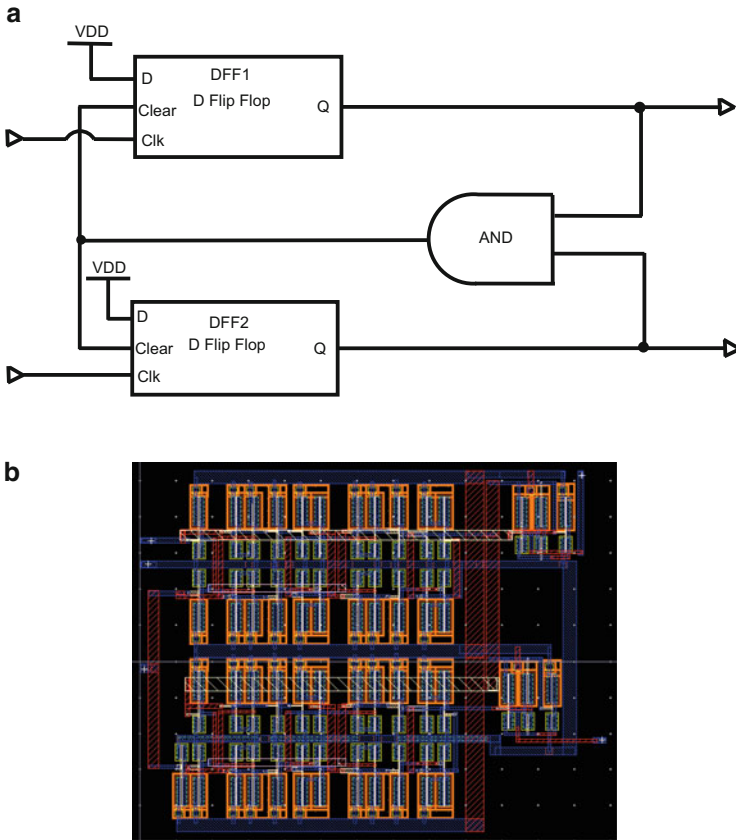 a
VDD
DFF1
D Flip Flop
D
Clear
Clk
Q
AND
VDD
DFF2
D Flip Flop
D
Clear
Clk
Q
b